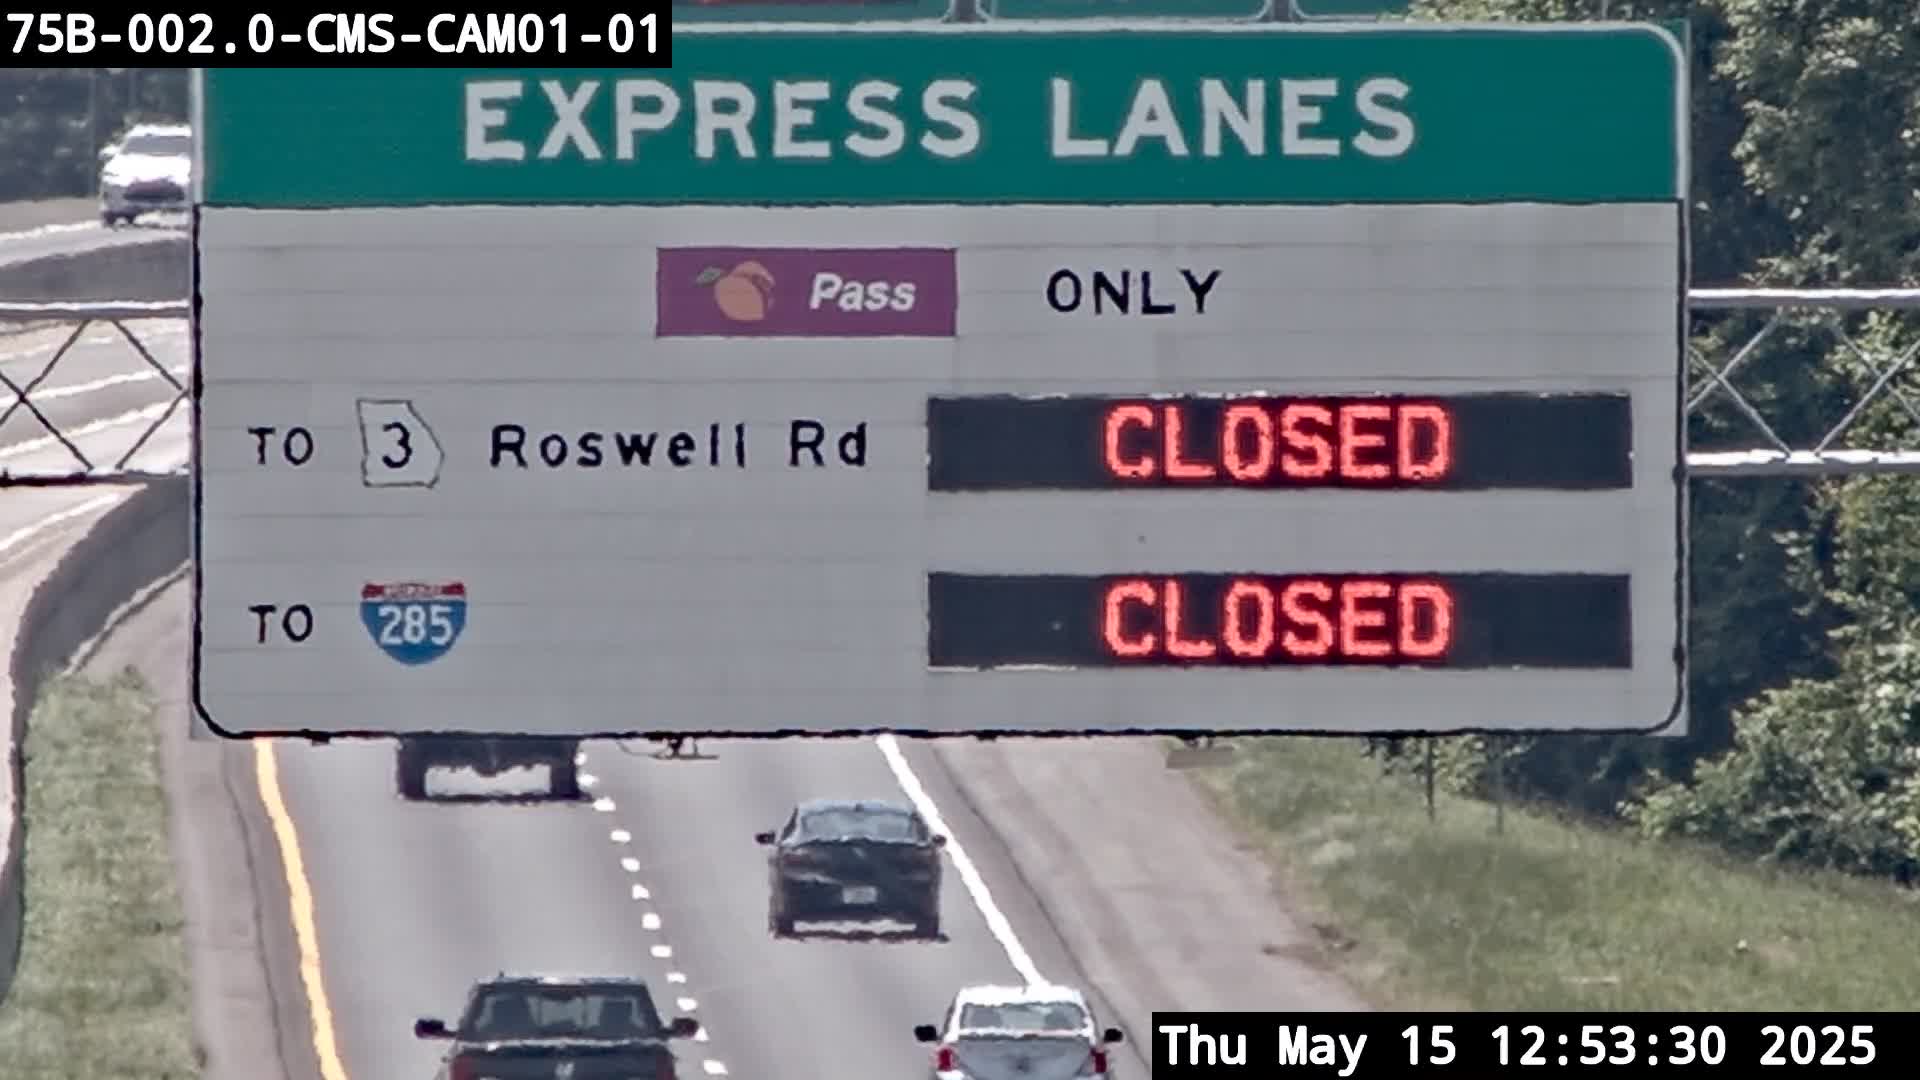 75B-002.0-CMS-CAM01-01
EXPRESS LANES
Pass ONLY
TO 3 Roswell Rd CLOSED
TO 285 CLOSED
Thu May 15 12:53:30 2025